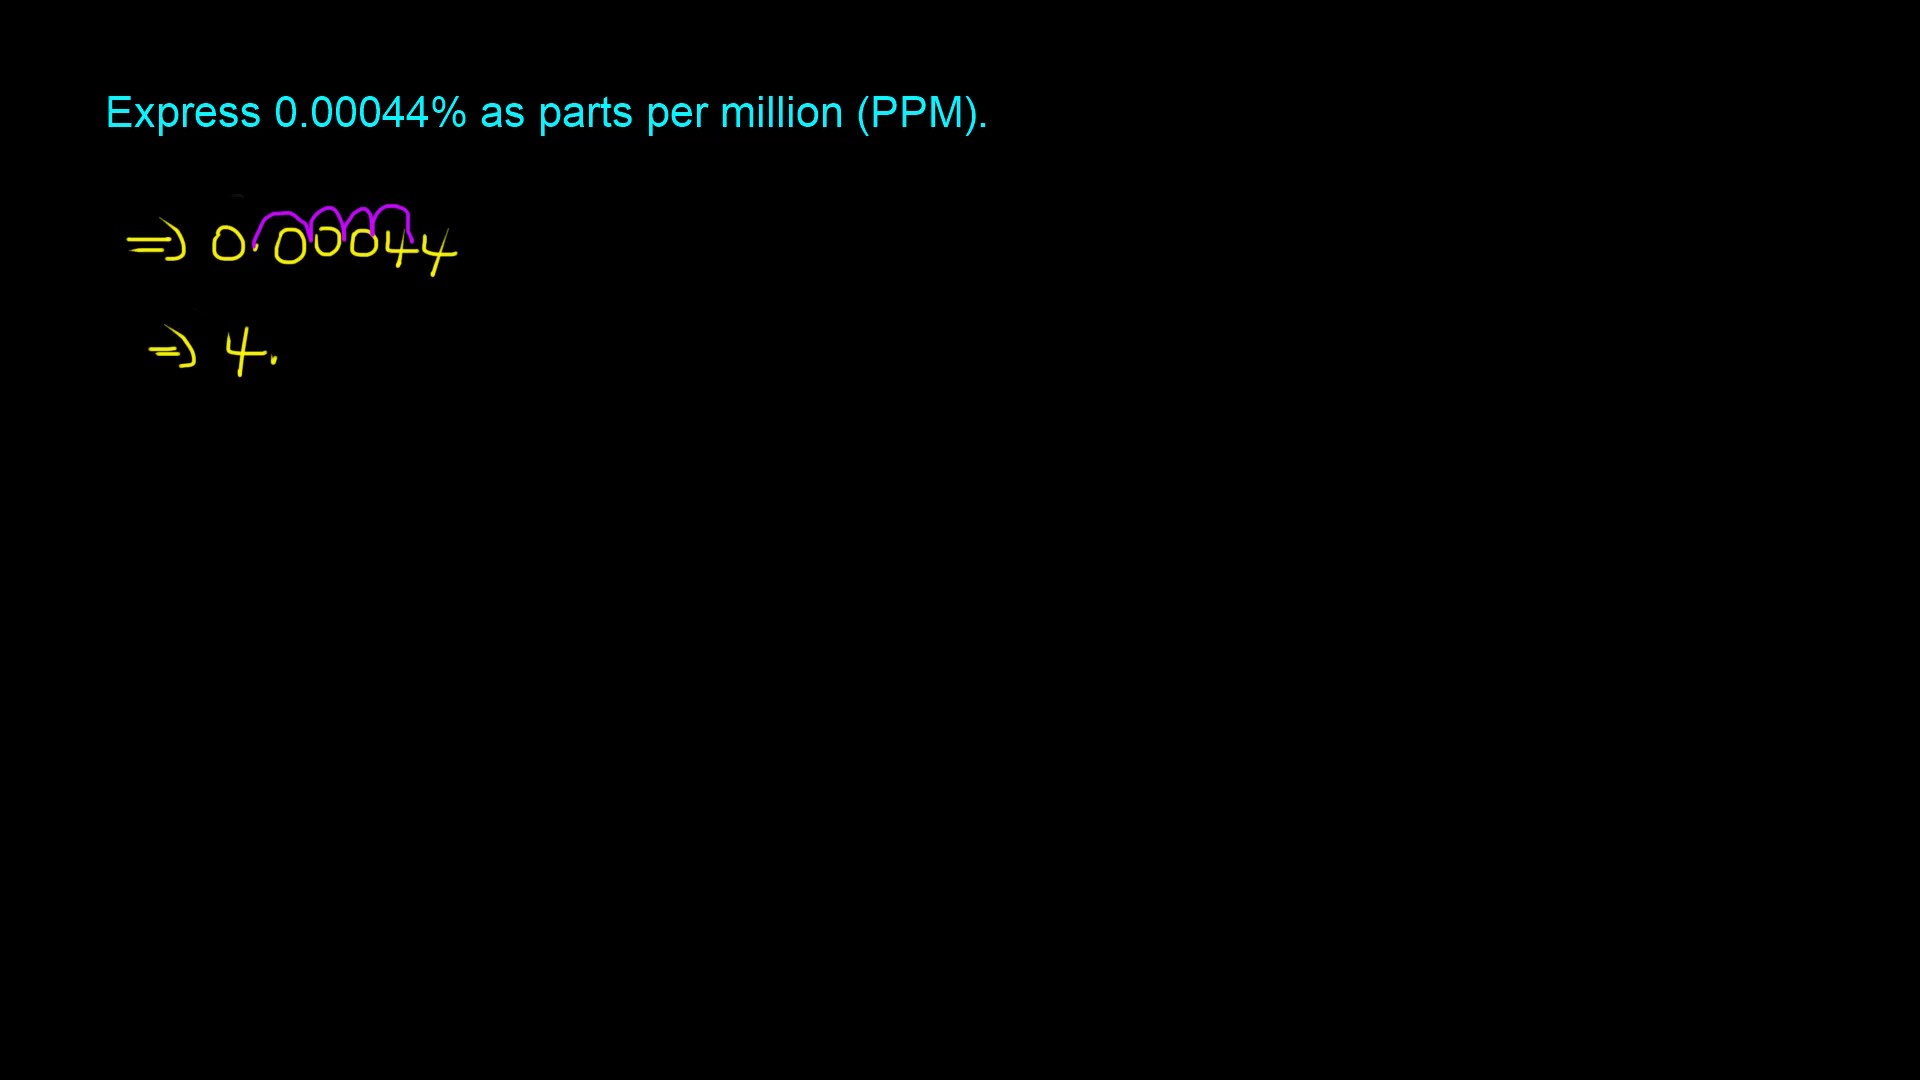 Express 0.00044% as parts per million (PPM).
⇒ 0.00044
⇒ 4.